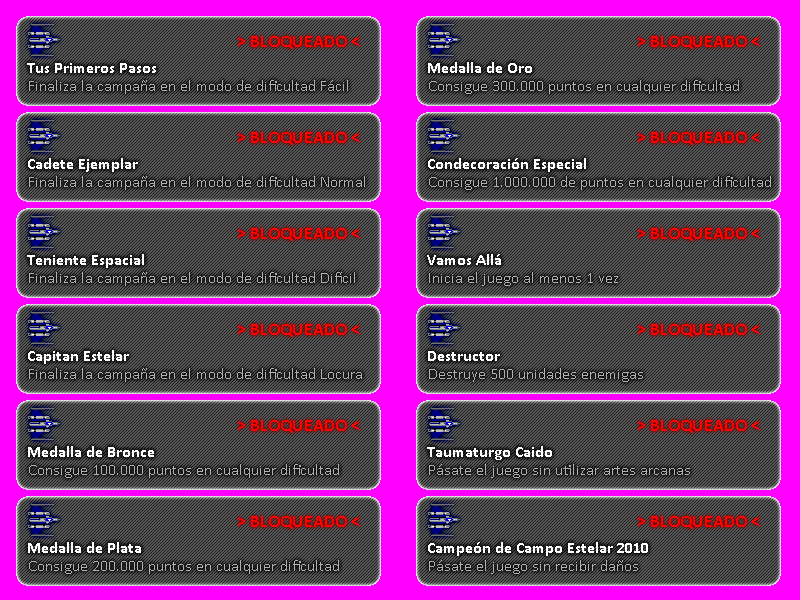 > BLOQUEADO <
Tus Primeros Pasos
Finaliza la campaña en el modo de dificultad Fácil
> BLOQUEADO <
Cadete Ejemplar
Finaliza la campaña en el modo de dificultad Normal
> BLOQUEADO <
Teniente Espacial
Finaliza la campaña en el modo de dificultad Difícil
> BLOQUEADO <
Capitan Estelar
Finaliza la campaña en el modo de dificultad Locura
> BLOQUEADO <
Medalla de Bronce
Consigue 100.000 puntos en cualquier dificultad
> BLOQUEADO <
Medalla de Plata
Consigue 200.000 puntos en cualquier dificultad
> BLOQUEADO <
Medalla de Oro
Consigue 300.000 puntos en cualquier dificultad
> BLOQUEADO <
Condecoración Especial
Consigue 1.000.000 de puntos en cualquier dificultad
> BLOQUEADO <
Vamos Allá
Inicia el juego al menos 1 vez
> BLOQUEADO <
Destructor
Destruye 500 unidades enemigas
> BLOQUEADO <
Taumaturgo Caido
Pásate el juego sin utilizar artes arcanas
> BLOQUEADO <
Campeón de Campo Estelar 2010
Pásate el juego sin recibir daños